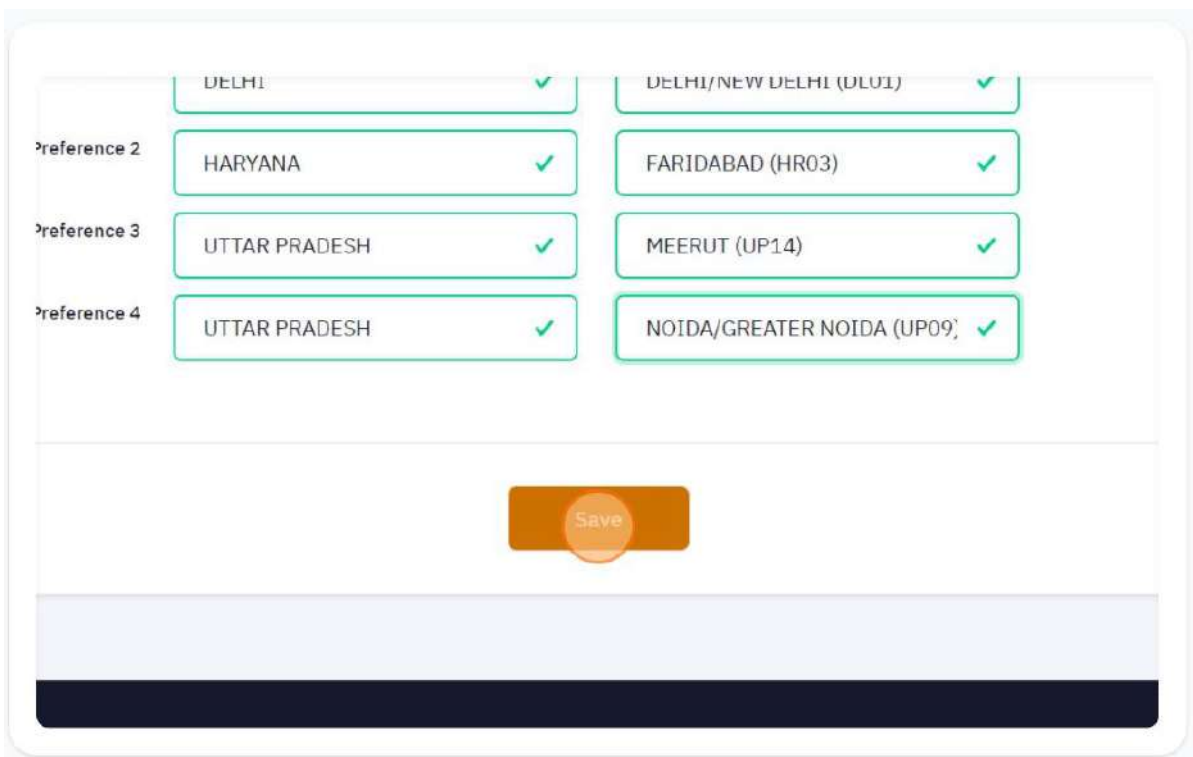 DELHI
DELHI/NEW DELHI (DL01)
Preference 2
HARYANA
FARIDABAD (HR03)
Preference 3
UTTAR PRADESH
MEERUT (UP14)
Preference 4
UTTAR PRADESH
NOIDA/GREATER NOIDA (UP09)
Save